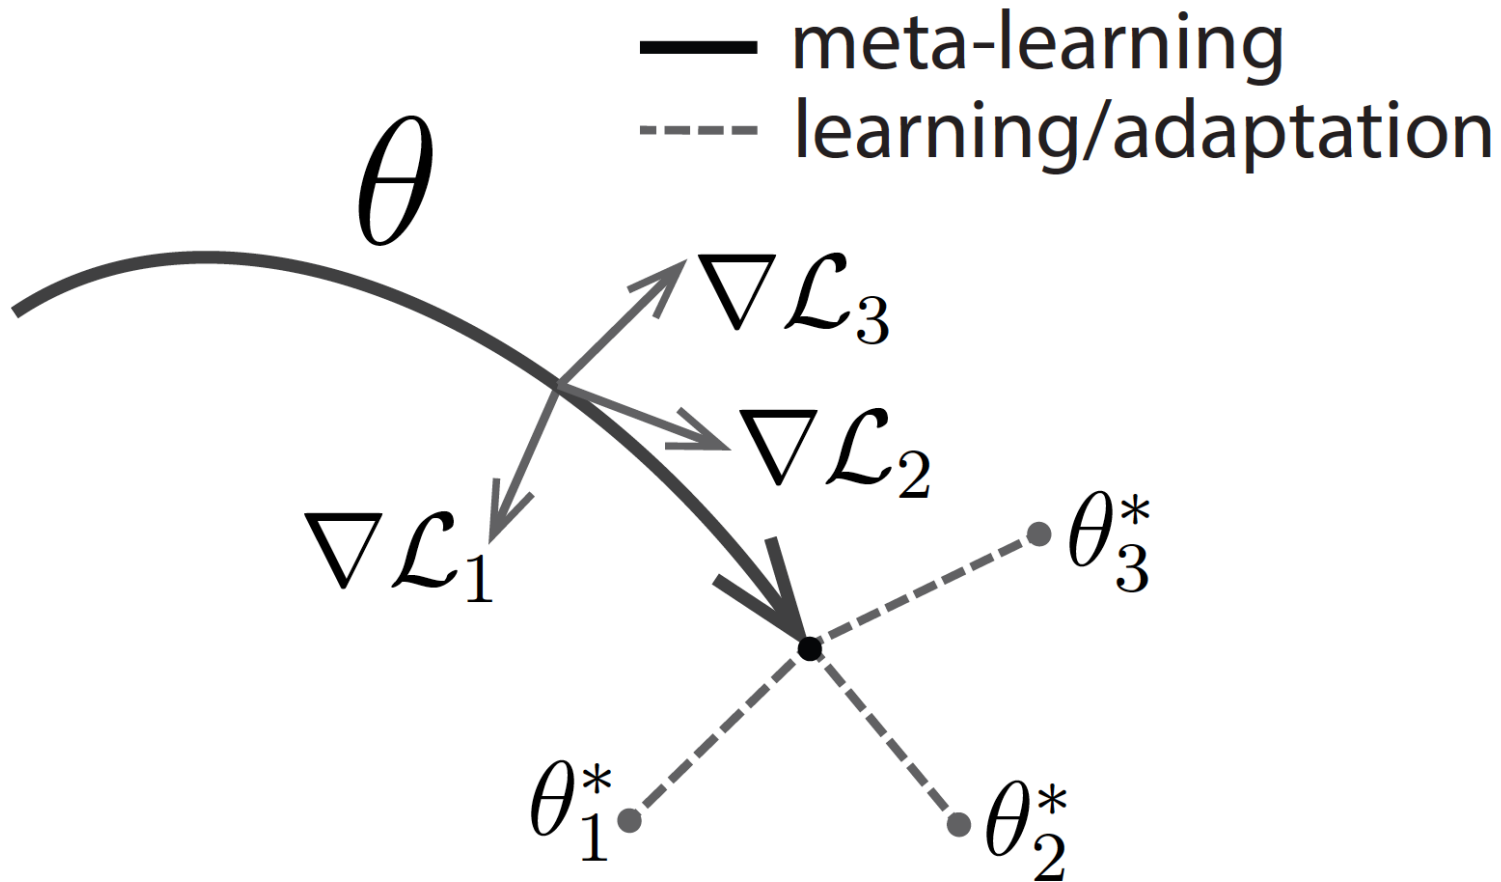 meta-learning
learning/adaptation
θ
∇ℒ₃
∇ℒ₂
∇ℒ₁
θ₃*
θ₁*
θ₂*